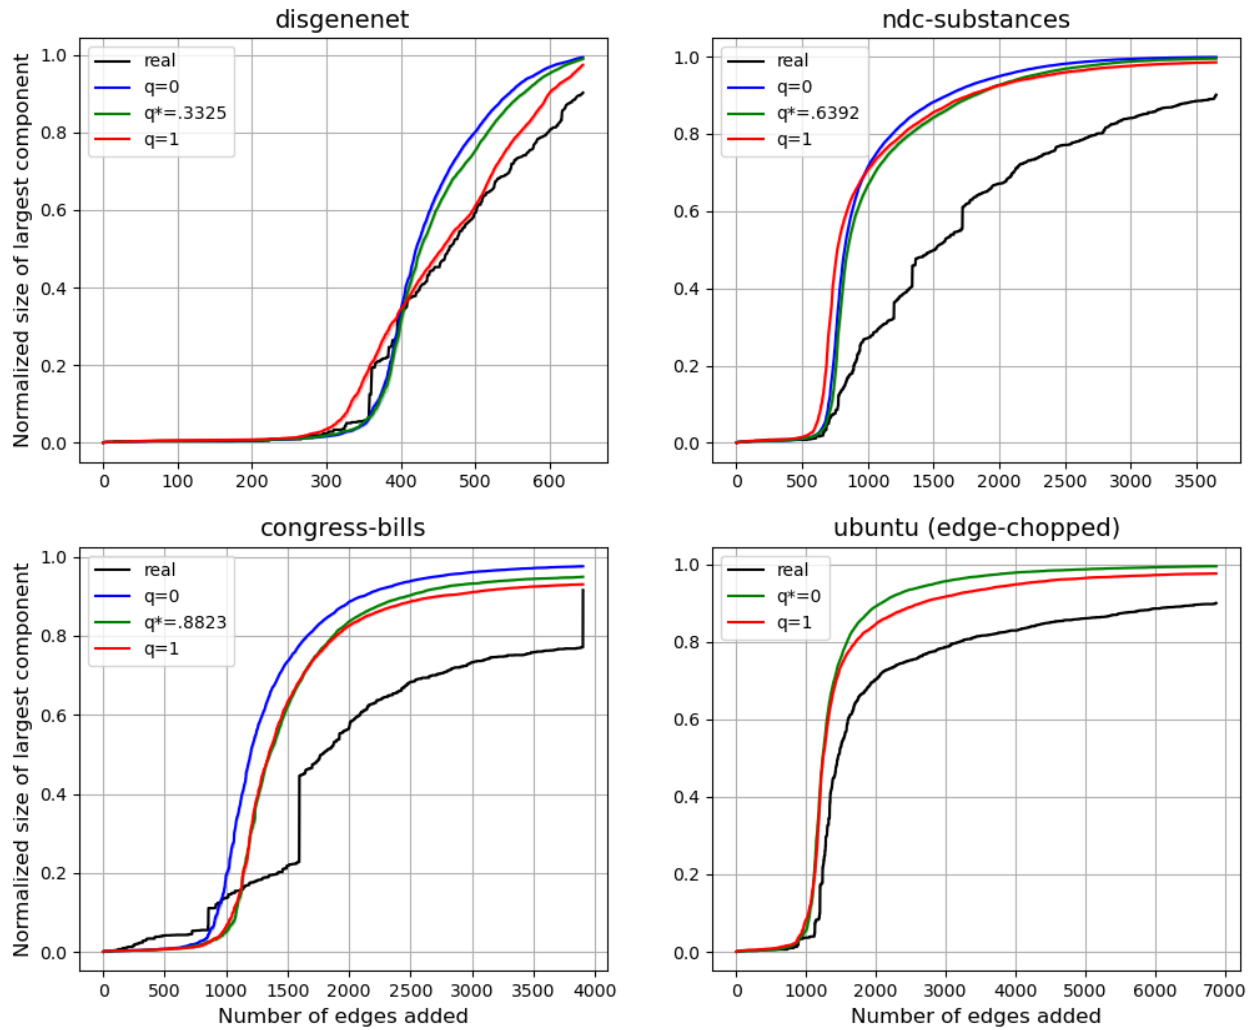 disgenenet
Normalized size of largest component
1.0
0.8
0.6
0.4
0.2
0.0
real
q=0
q*=.3325
q=1
0 100 200 300 400 500 600
ndc-substances
1.0
0.8
0.6
0.4
0.2
0.0
real
q=0
q*=.6392
q=1
0 500 1000 1500 2000 2500 3000 3500
congress-bills
Normalized size of largest component
1.0
0.8
0.6
0.4
0.2
0.0
real
q=0
q*=.8823
q=1
0 500 1000 1500 2000 2500 3000 3500 4000
Number of edges added
ubuntu (edge-chopped)
1.0
0.8
0.6
0.4
0.2
0.0
real
q*=0
q=1
0 1000 2000 3000 4000 5000 6000 7000
Number of edges added